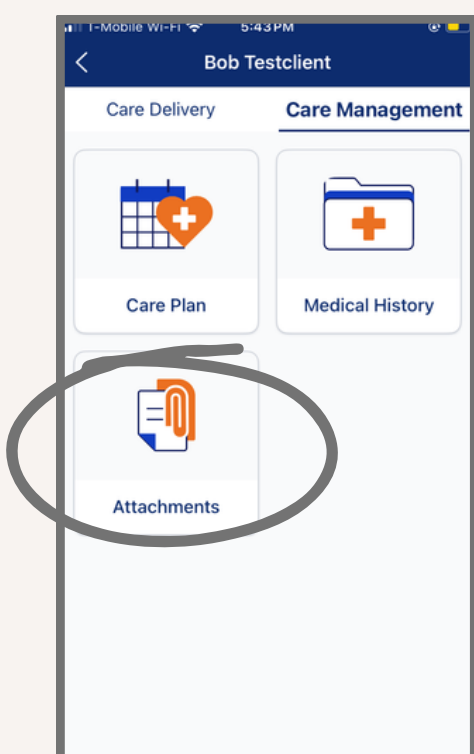 T-Mobile Wi-Fi 5:43 PM
Bob Testclient
Care Delivery Care Management
Care Plan Medical History
Attachments